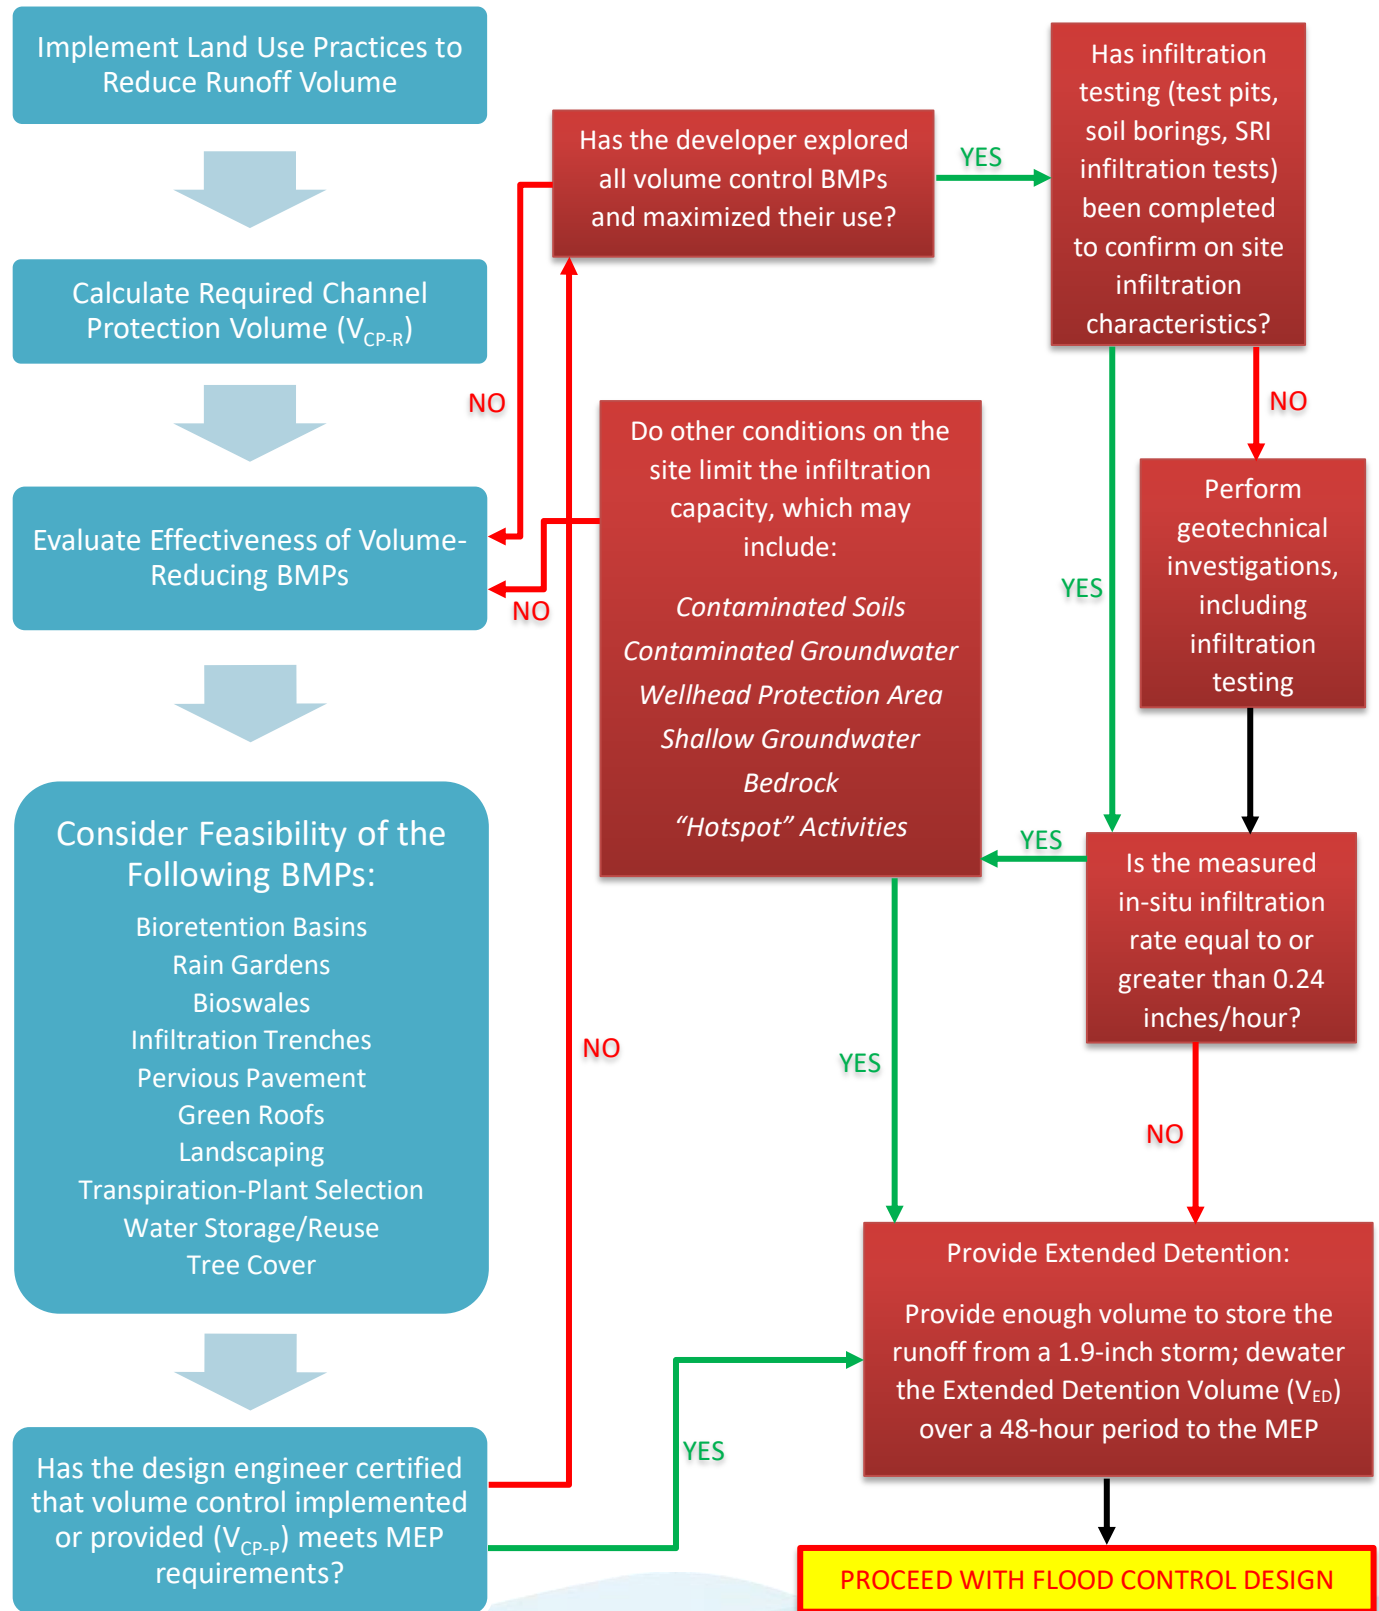 Implement Land Use Practices to
Reduce Runoff Volume
Calculate Required Channel
Protection Volume (VCP-R)
Evaluate Effectiveness of Volume-
Reducing BMPs
Consider Feasibility of the
Following BMPs:
Bioretention Basins
Rain Gardens
Bioswales
Infiltration Trenches
Pervious Pavement
Green Roofs
Landscaping
Transpiration-Plant Selection
Water Storage/Reuse
Tree Cover
Has the design engineer certified
that volume control implemented
or provided (VCP-P) meets MEP
requirements?
NO
YES
Has the developer explored
all volume control BMPs
and maximized their use?
NO
YES
Has infiltration
testing (test pits,
soil borings, SRI
infiltration tests)
been completed
to confirm on site
infiltration
characteristics?
YES
NO
Perform
geotechnical
investigations,
including
infiltration
testing
Is the measured
in-situ infiltration
rate equal to or
greater than 0.24
inches/hour?
YES
NO
Do other conditions on the
site limit the infiltration
capacity, which may
include:
Contaminated Soils
Contaminated Groundwater
Wellhead Protection Area
Shallow Groundwater
Bedrock
“Hotspot” Activities
NO
YES
Provide Extended Detention:
Provide enough volume to store the
runoff from a 1.9-inch storm; dewater
the Extended Detention Volume (VED)
over a 48-hour period to the MEP
PROCEED WITH FLOOD CONTROL DESIGN